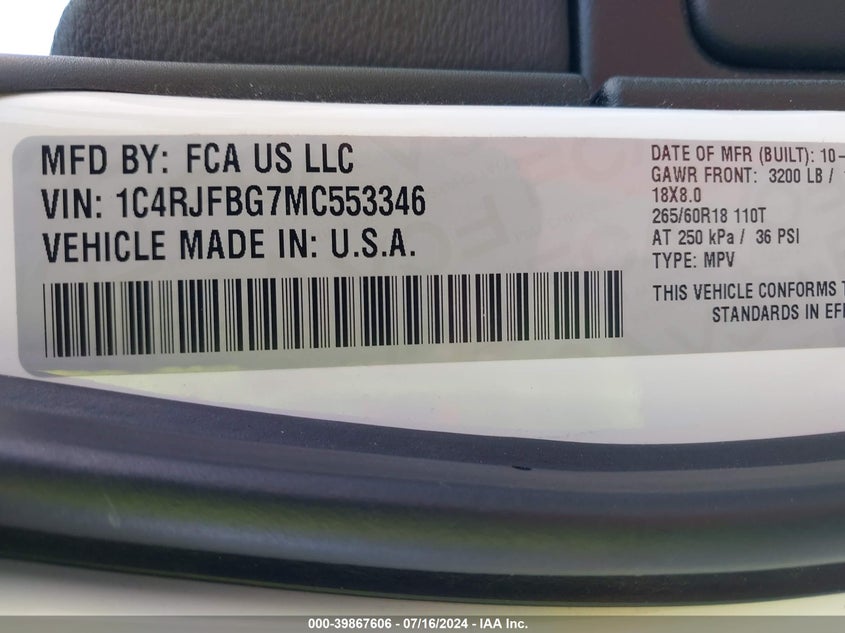 MFD BY: FCA US LLC
VIN: 1C4RJFBG7MC553346
VEHICLE MADE IN: U.S.A.
DATE OF MFR (BUILT): 10-
GAWR FRONT: 3200 LB /
18X8.0
265/60R18 110T
AT 250 kPa / 36 PSI
TYPE: MPV
THIS VEHICLE CONFORMS
STANDARDS IN
000-39867606 - 07/16/2024 - IAA Inc.